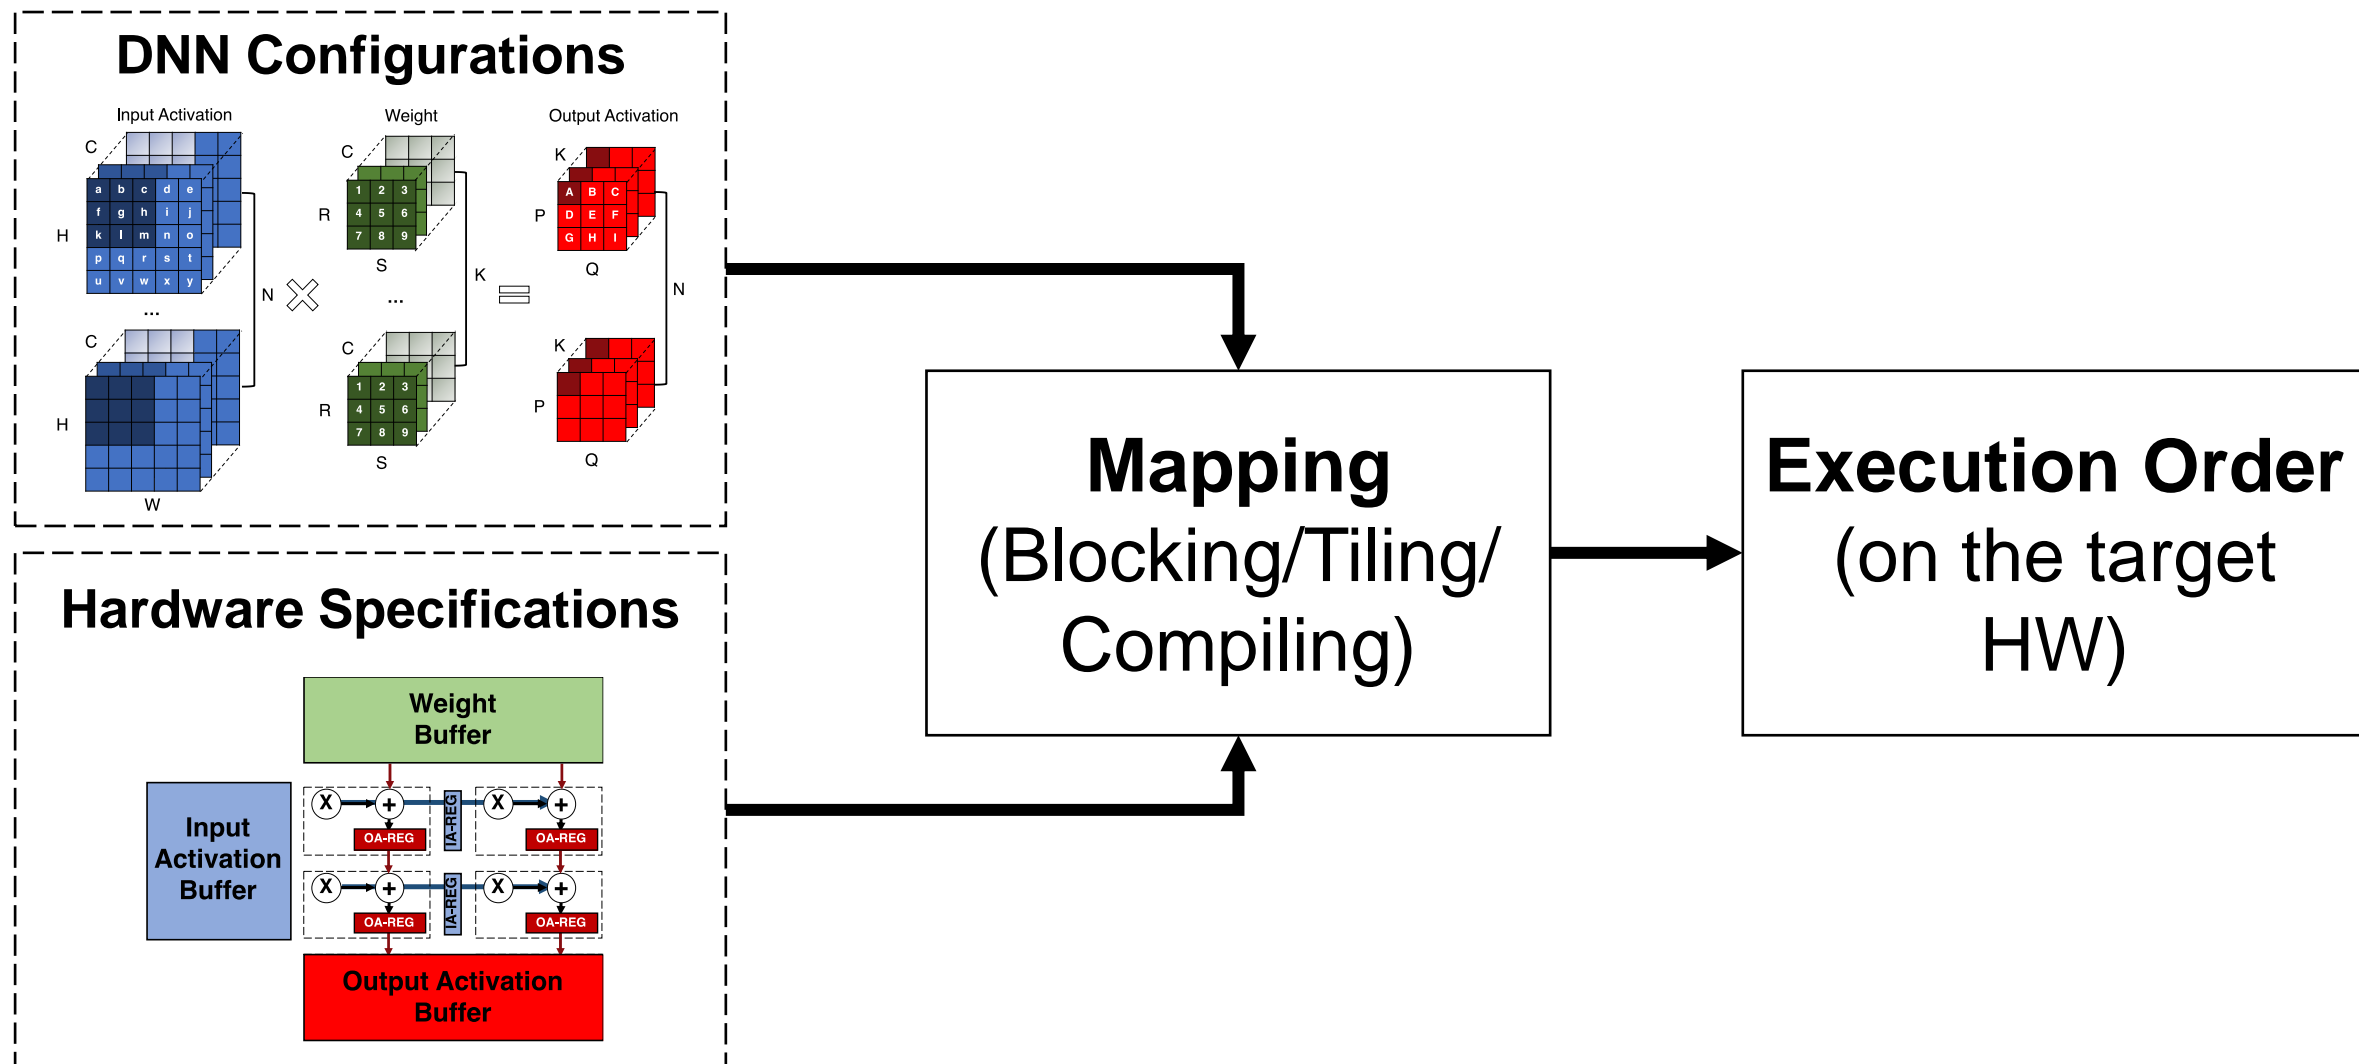 DNN Configurations
Input Activation
Weight
Output Activation
C
C
K
a b c d e
f g h i j
k l m n o
p q r s t
u v w x y
H
N
...
1 2 3
4 5 6
7 8 9
R
S
K
...
A B C
D E F
G H I
P
Q
N
C
H
W
C
1 2 3
4 5 6
7 8 9
R
S
K
P
Q
Hardware Specifications
Weight
Buffer
Input
Activation
Buffer
X
+
IA-REG
X
+
OA-REG
OA-REG
X
+
IA-REG
X
+
OA-REG
OA-REG
Output Activation
Buffer
Mapping
(Blocking/Tiling/
Compiling)
Execution Order
(on the target
HW)